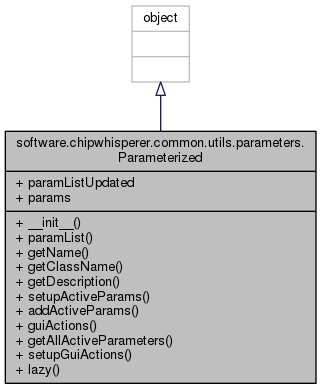 object
software.chipwhisperer.common.utils.parameters.
Parameterized
+ paramListUpdated
+ params
+ __init__()
+ paramList()
+ getName()
+ getClassName()
+ getDescription()
+ setupActiveParams()
+ addActiveParams()
+ guiActions()
+ getAllActiveParameters()
+ setupGuiActions()
+ lazy()